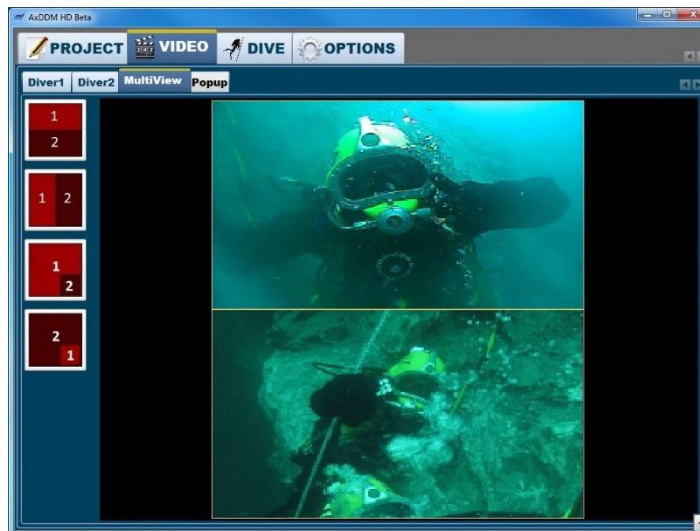 AxDDM HD Beta
PROJECT VIDEO DIVE OPTIONS
Diver1 Diver2 MultiView Popup
1
2
1 2
1
2
2
1